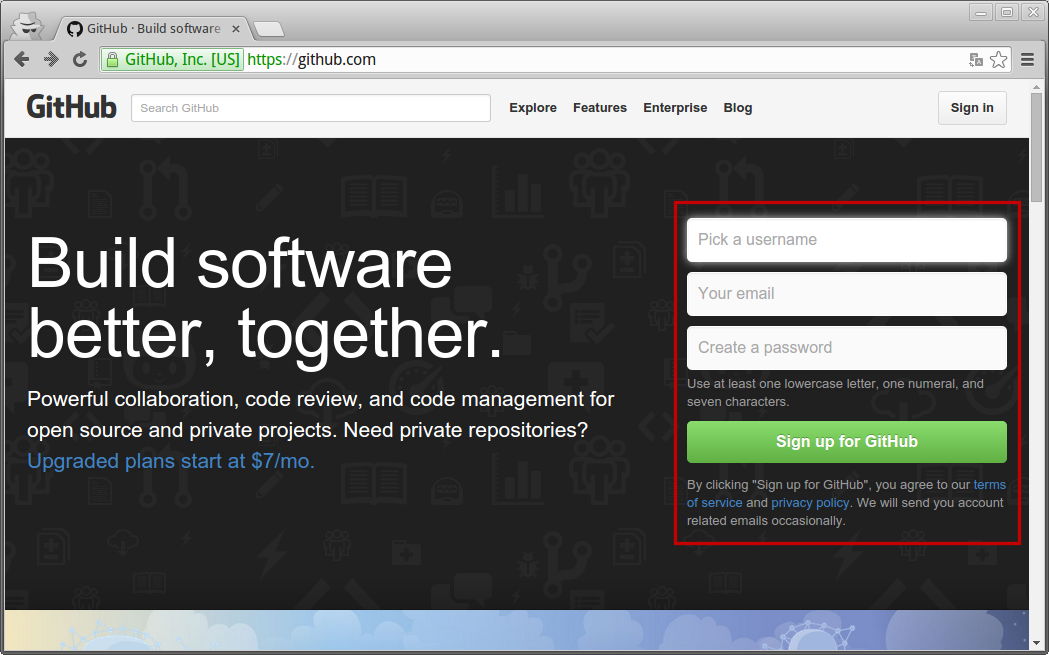 GitHub · Build software
GitHub, Inc. [US] https://github.com
GitHub Search GitHub Explore Features Enterprise Blog Sign in
Build software
better, together.
Powerful collaboration, code review, and code management for
open source and private projects. Need private repositories?
Upgraded plans start at $7/mo.
Pick a username
Your email
Create a password
Use at least one lowercase letter, one numeral, and
seven characters.
Sign up for GitHub
By clicking "Sign up for GitHub", you agree to our terms
of service and privacy policy. We will send you account
related emails occasionally.